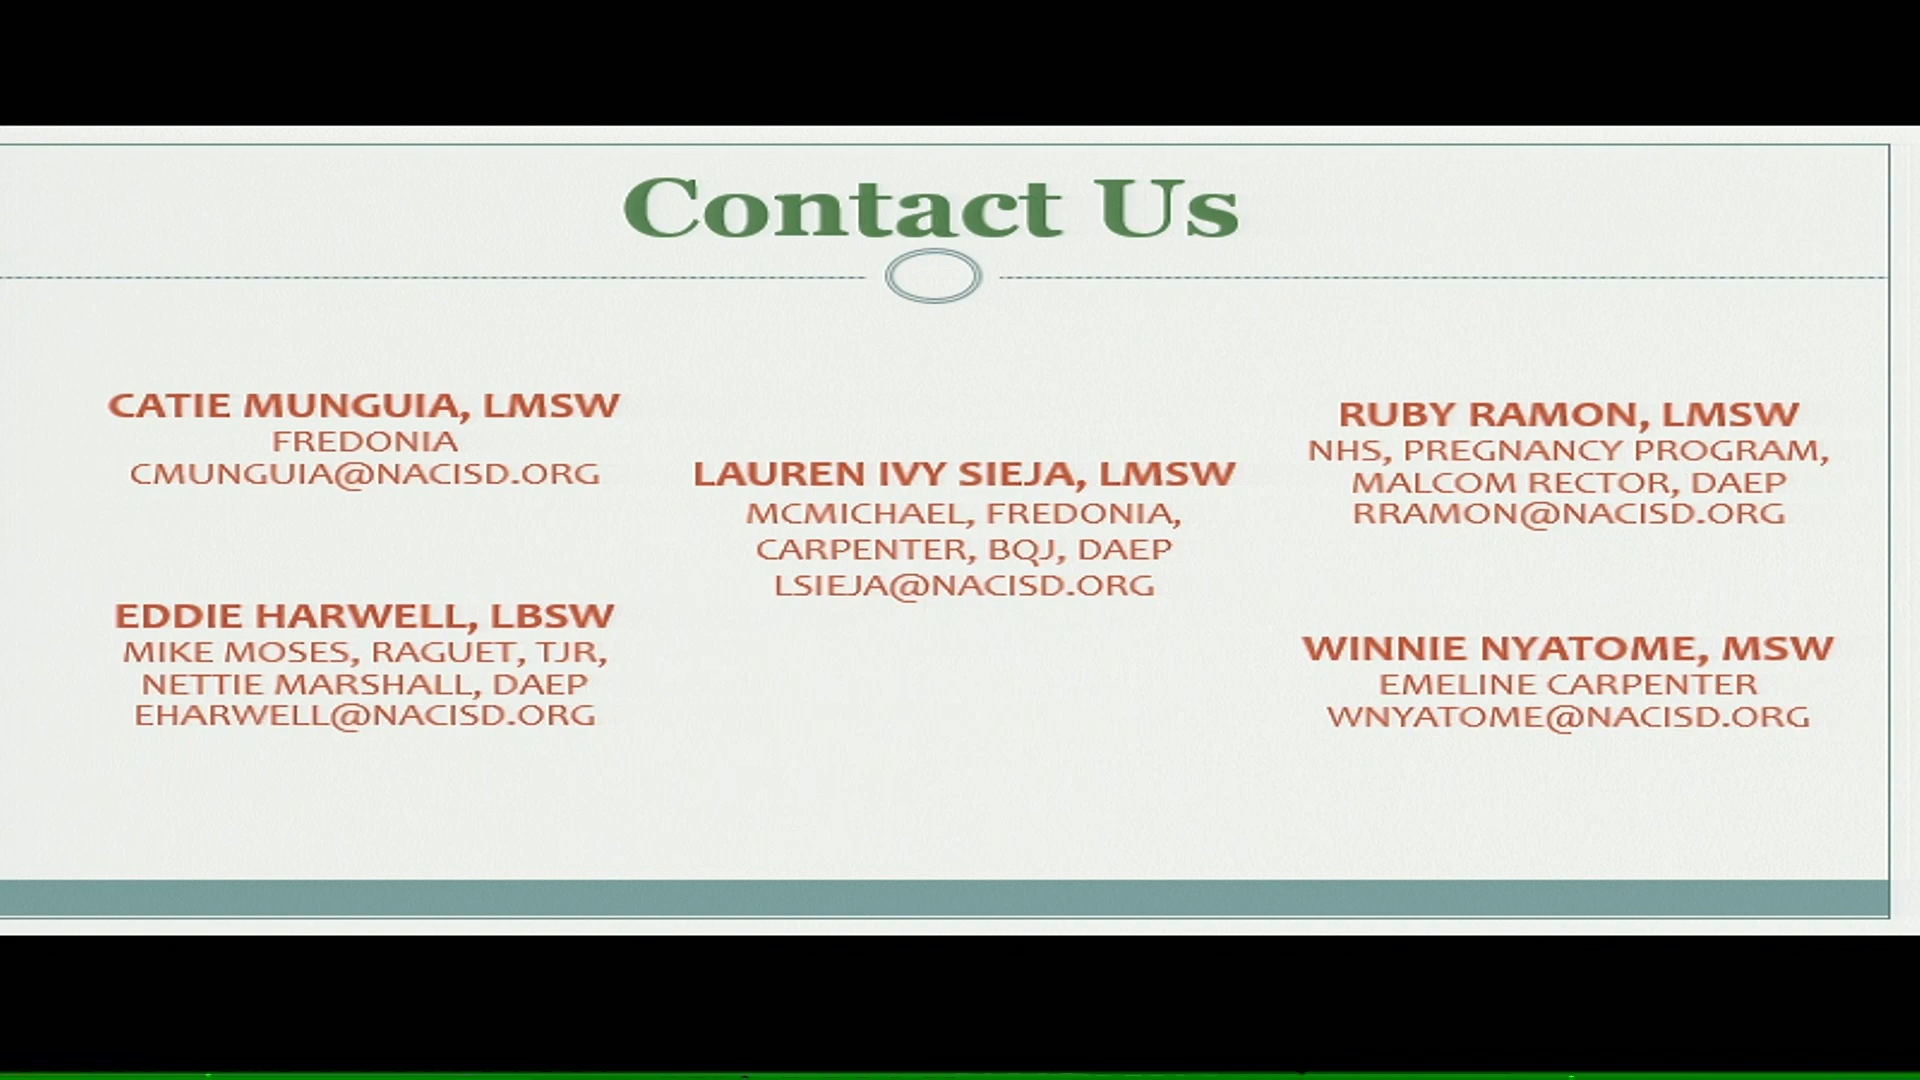 Contact Us
CATIE MUNGUIA, LMSW
FREDONIA
CMUNGUIA@NACISD.ORG
EDDIE HARWELL, LBSW
MIKE MOSES, RAGUET, TJR,
NETTIE MARSHALL, DAEP
EHARWELL@NACISD.ORG
LAUREN IVY SIEJA, LMSW
MCMICHAEL, FREDONIA,
CARPENTER, BQJ, DAEP
LSIEJA@NACISD.ORG
RUBY RAMON, LMSW
NHS, PREGNANCY PROGRAM,
MALCOM RECTOR, DAEP
RRAMON@NACISD.ORG
WINNIE NYATOME, MSW
EMELINE CARPENTER
WNYATOME@NACISD.ORG